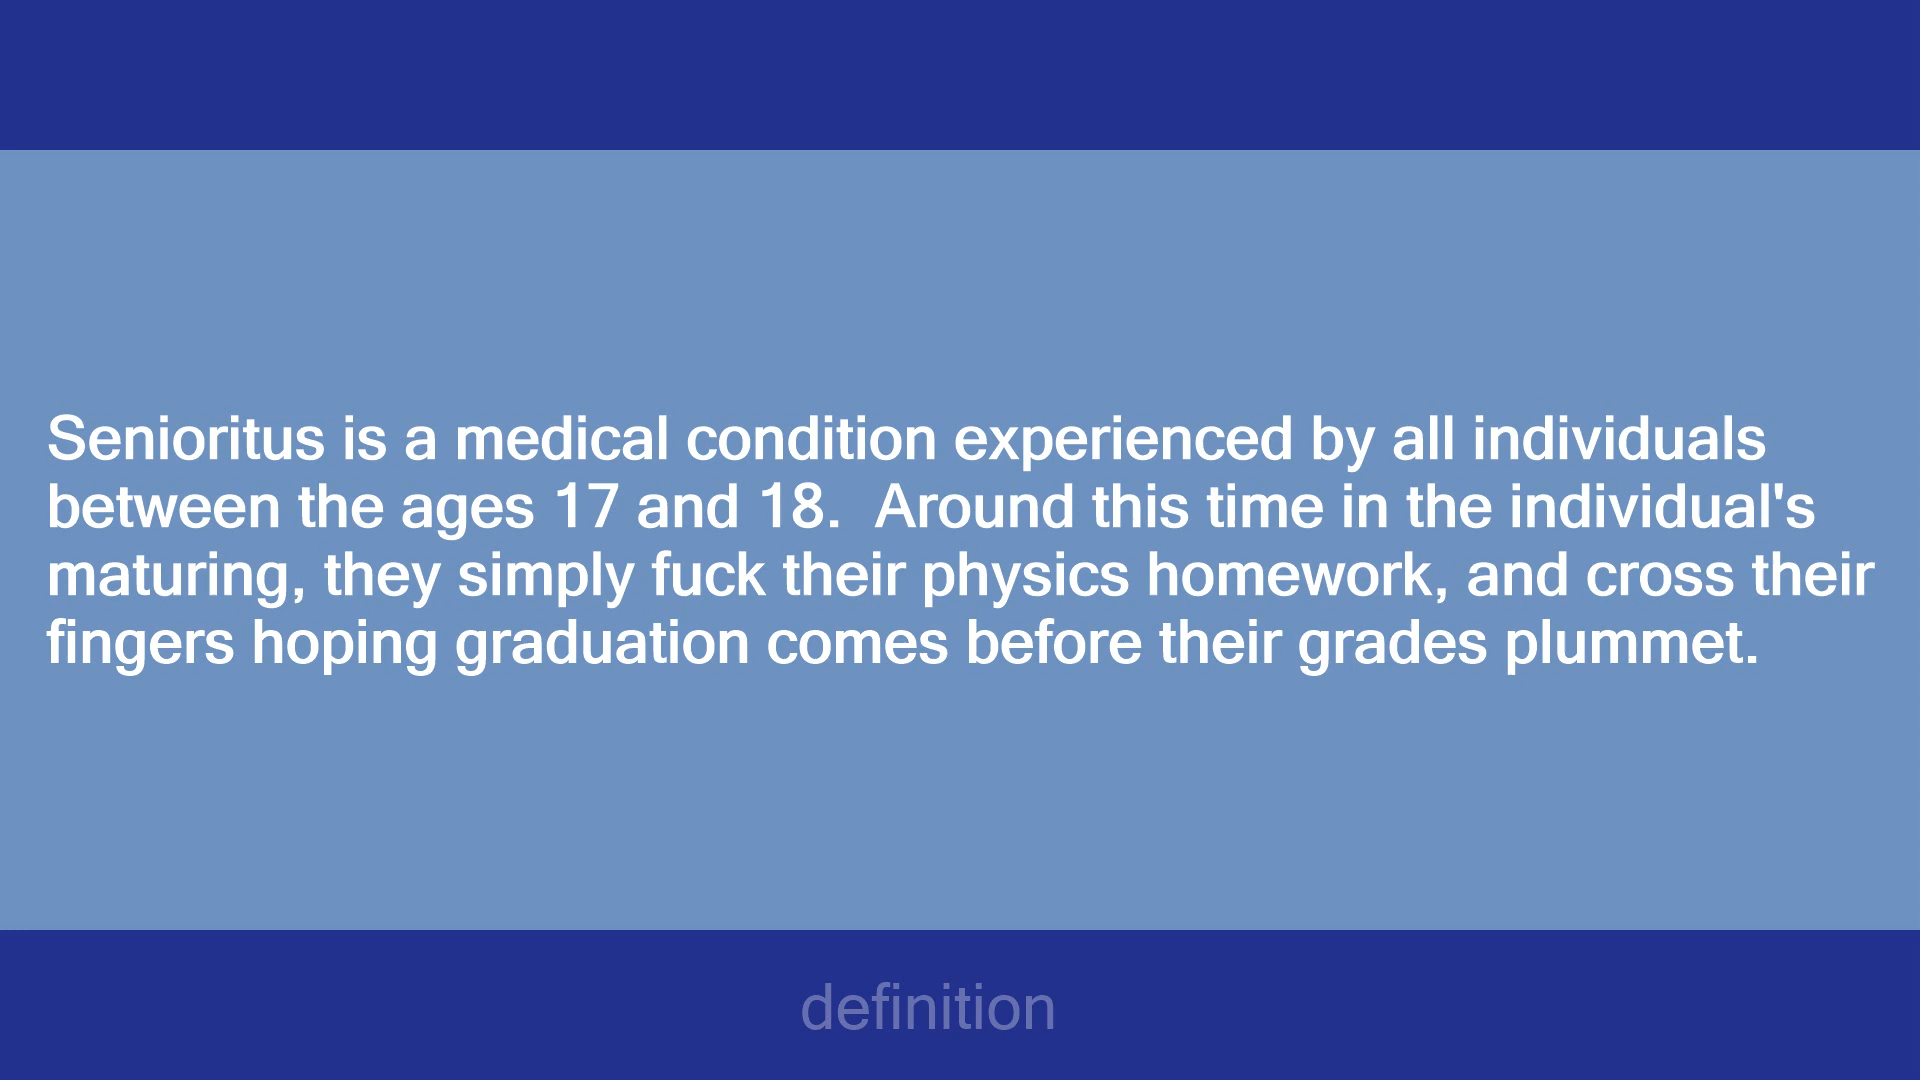 Senioritus is a medical condition experienced by all individuals
between the ages 17 and 18.  Around this time in the individual's
maturing, they simply fuck their physics homework, and cross their
fingers hoping graduation comes before their grades plummet.
definition